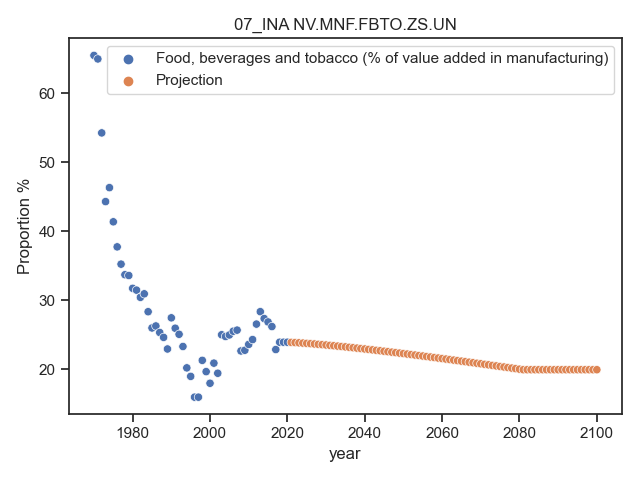 07_INA NV.MNF.FBTO.ZS.UN
Food, beverages and tobacco (% of value added in manufacturing)
Projection
Proportion %
60
50
40
30
20
1980
2000
2020
2040
2060
2080
2100
year